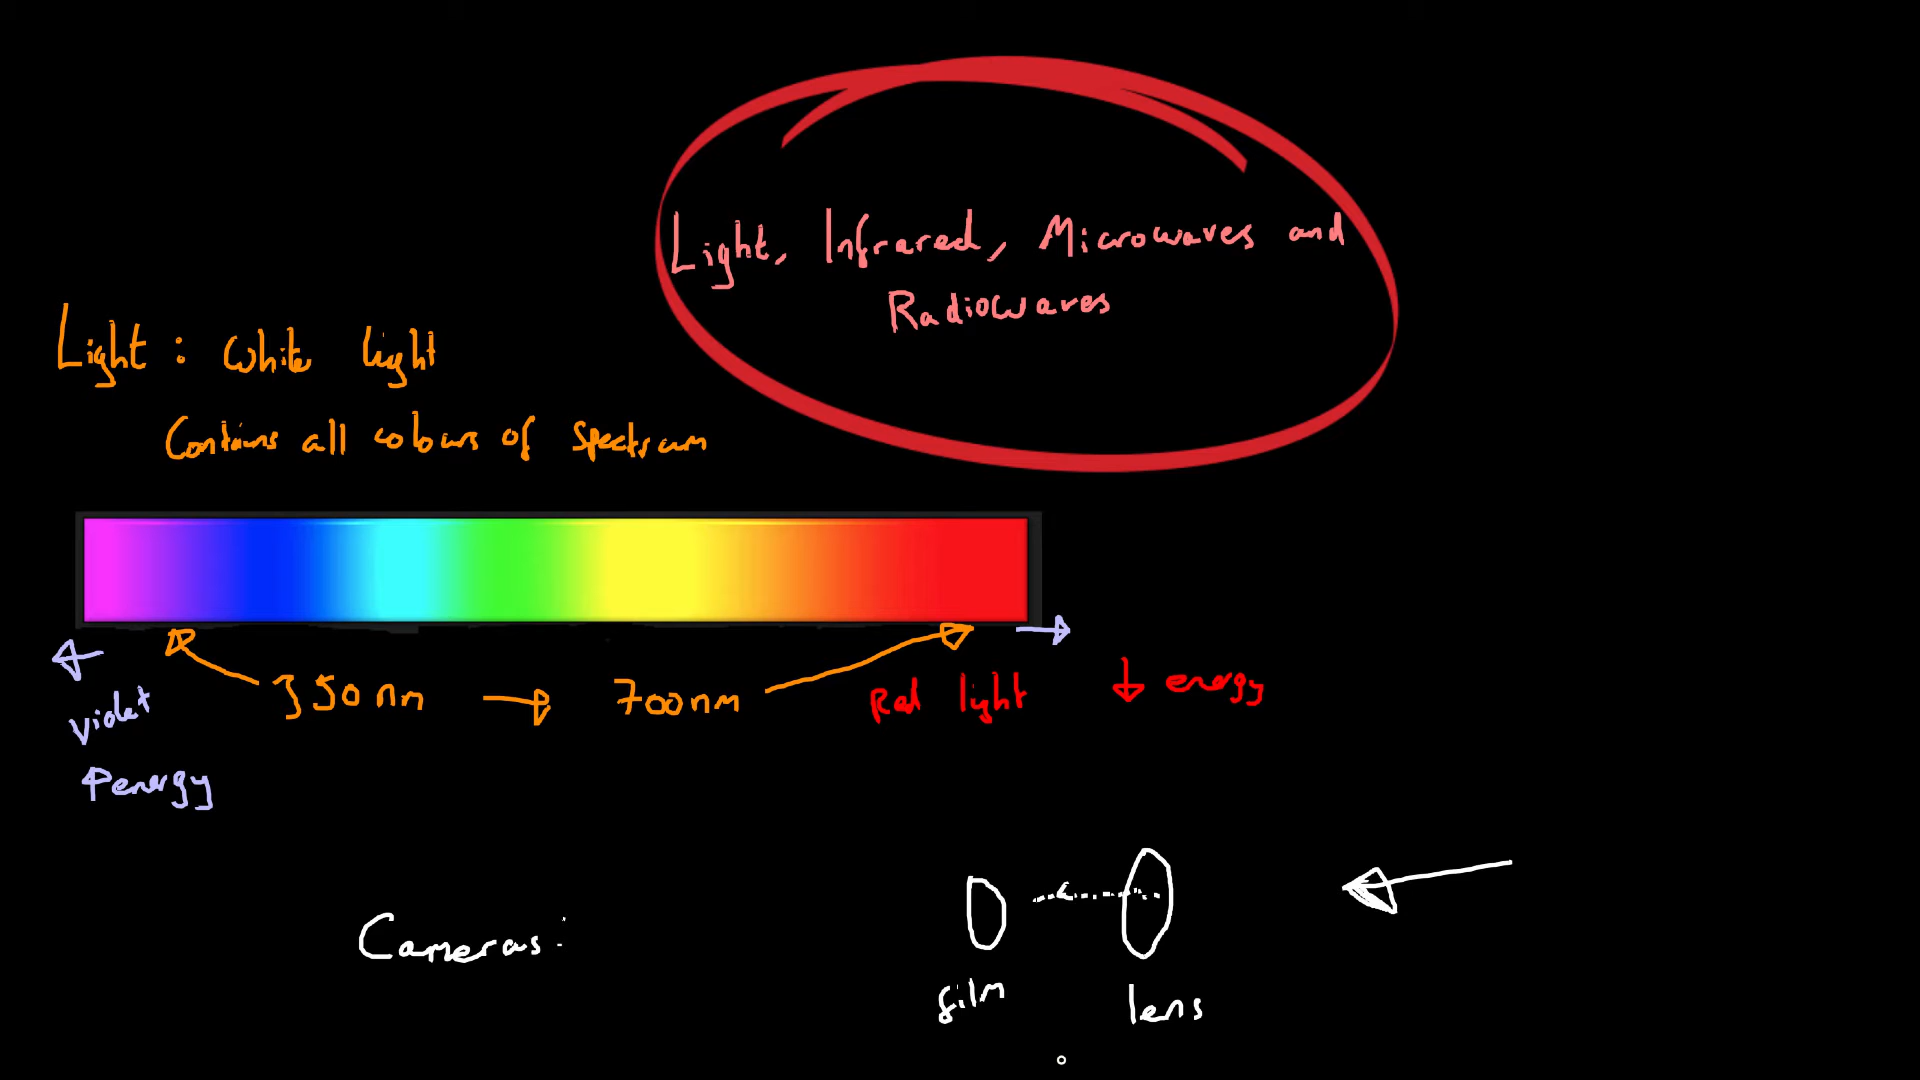 Light, Infrared, Microwaves and
Radiowaves
Light : White light
Contains all colours of Spectrum
350nm → 700nm
Red light ↓ energy
Violet
↑energy
Cameras:
film
lens